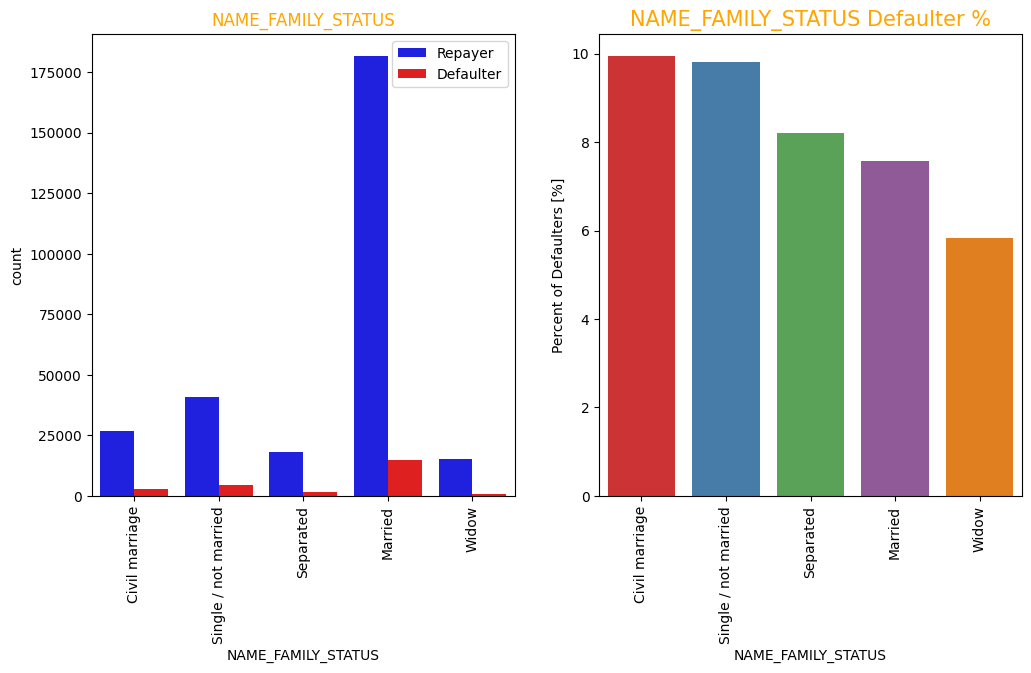 NAME_FAMILY_STATUS
Repayer
Defaulter
175000
150000
125000
100000
75000
50000
25000
0
count
Civil marriage
Single / not married
Separated
Married
Widow
NAME_FAMILY_STATUS
NAME_FAMILY_STATUS Defaulter %
10
8
6
4
2
0
Percent of Defaulters [%]
Civil marriage
Single / not married
Separated
Married
Widow
NAME_FAMILY_STATUS